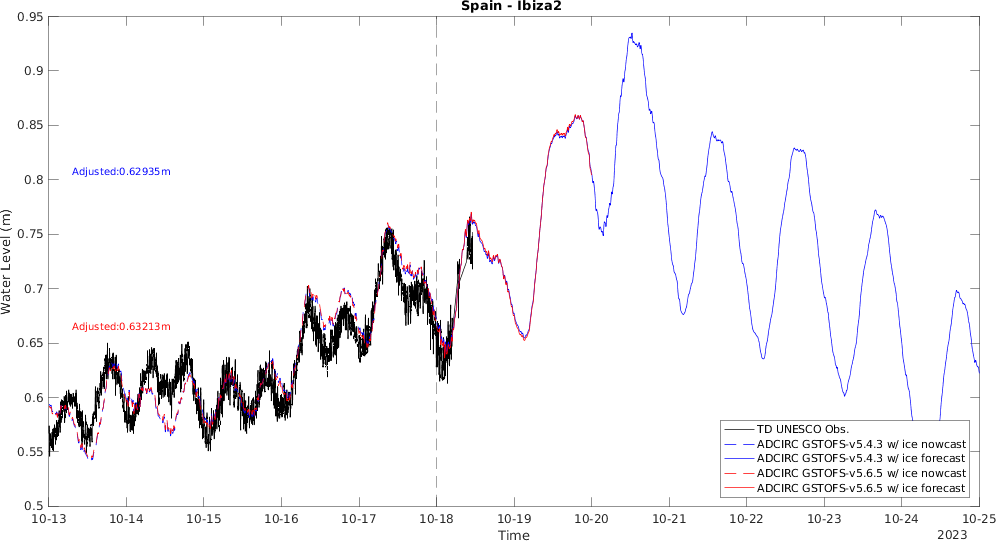 Spain - Ibiza2
0.95
0.9
0.85
0.8
0.75
0.7
0.65
0.6
0.55
0.5
Water Level (m)
Adjusted:0.62935m
Adjusted:0.63213m
TD UNESCO Obs.
ADCIRC GSTOFS-v5.4.3 w/ ice nowcast
ADCIRC GSTOFS-v5.4.3 w/ ice forecast
ADCIRC GSTOFS-v5.6.5 w/ ice nowcast
ADCIRC GSTOFS-v5.6.5 w/ ice forecast
10-13 10-14 10-15 10-16 10-17 10-18 10-19 10-20 10-21 10-22 10-23 10-24 10-25
Time
2023